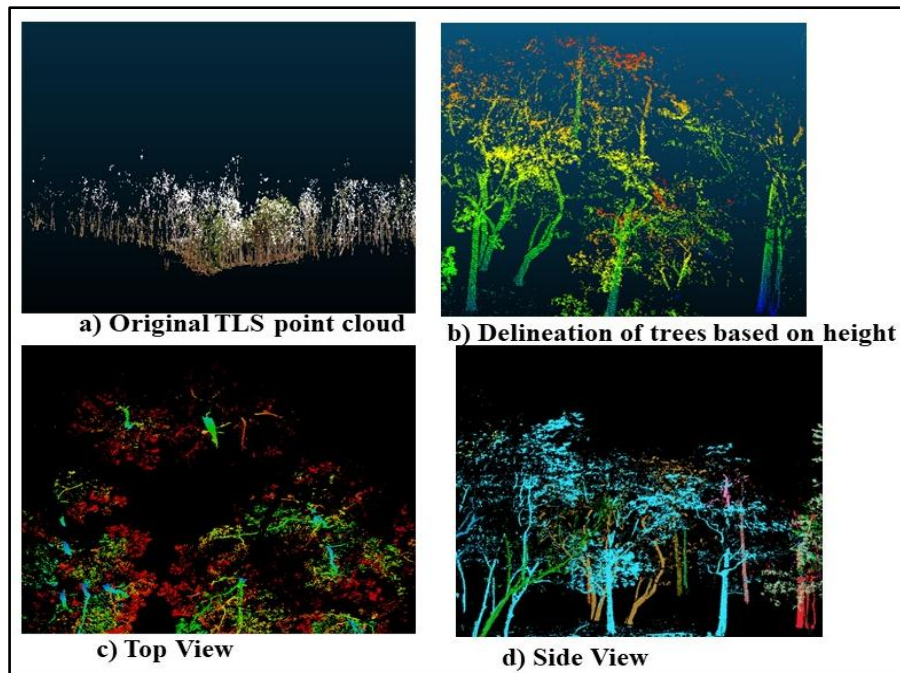 a) Original TLS point cloud
b) Delineation of trees based on height
c) Top View
d) Side View